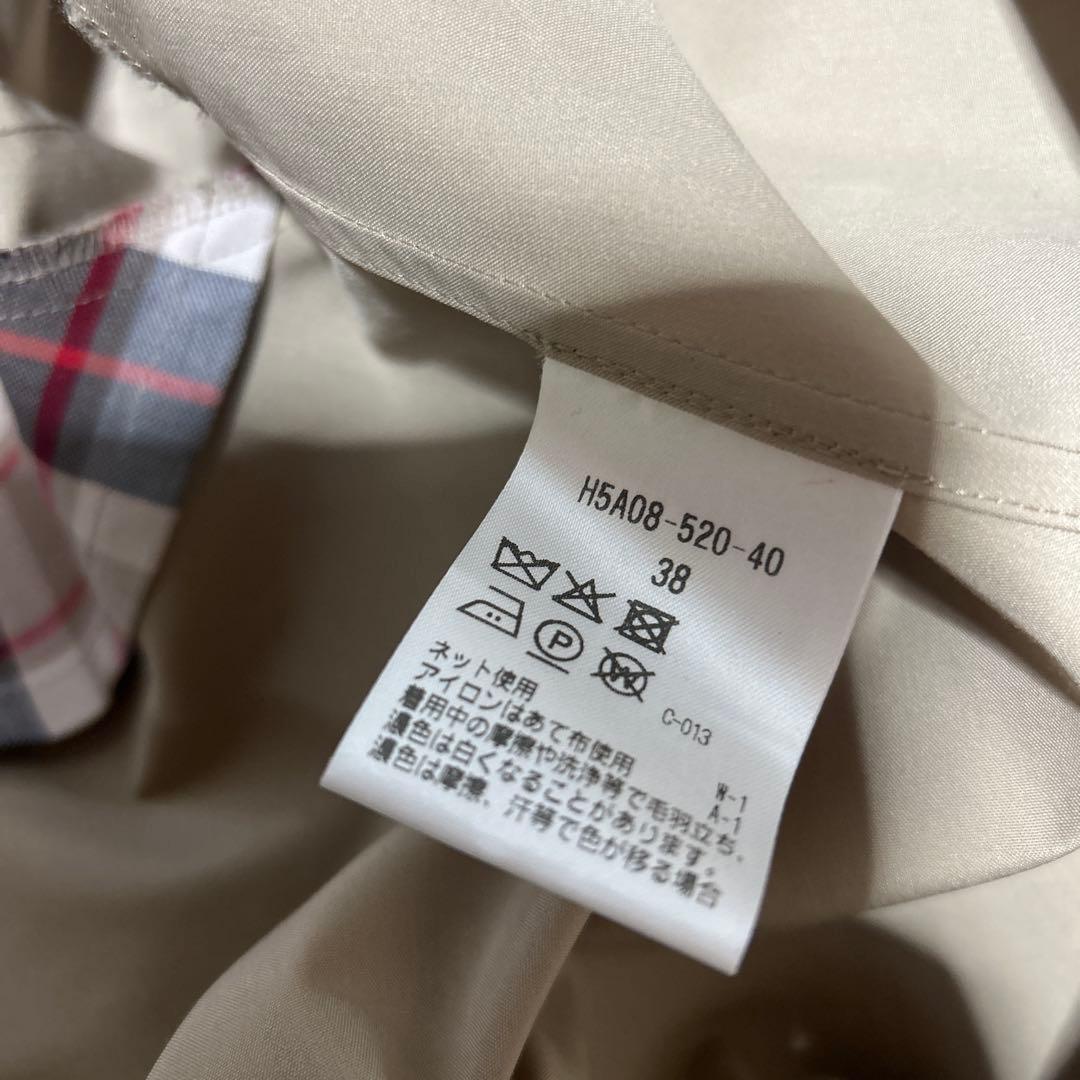 H5A08-520-40
38
P
W
ネット使用
アイロンはあて布使用
着用中の摩擦や洗浄等で毛羽立ち、
濃色は白くなることがあります。
濃色は摩擦、汗等で色が移る場合
C-013
W-1
A-1